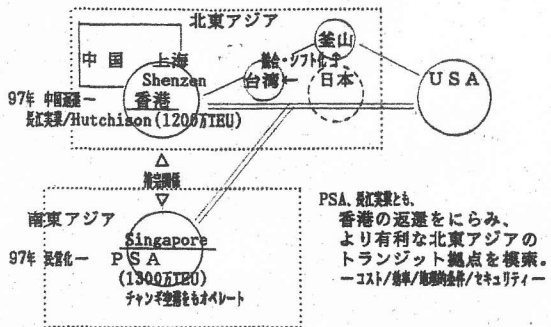 北東アジア
釜山
中国 上海
競合・シフト化
Shenzen
台湾
日本
USA
香港
97年 中国返還
長江実業/Hutchison(1200万TEU)
補完関係
南東アジア
Singapore
97年 民営化ー PSA
(1300万TEU)
チャンギ空港をもオペレート
PSA、長江実業とも、
香港の返還をにらみ、
より有利な北東アジアの
トランジット拠点を模索。
ーコスト/効率/地理的条件/セキュリティー